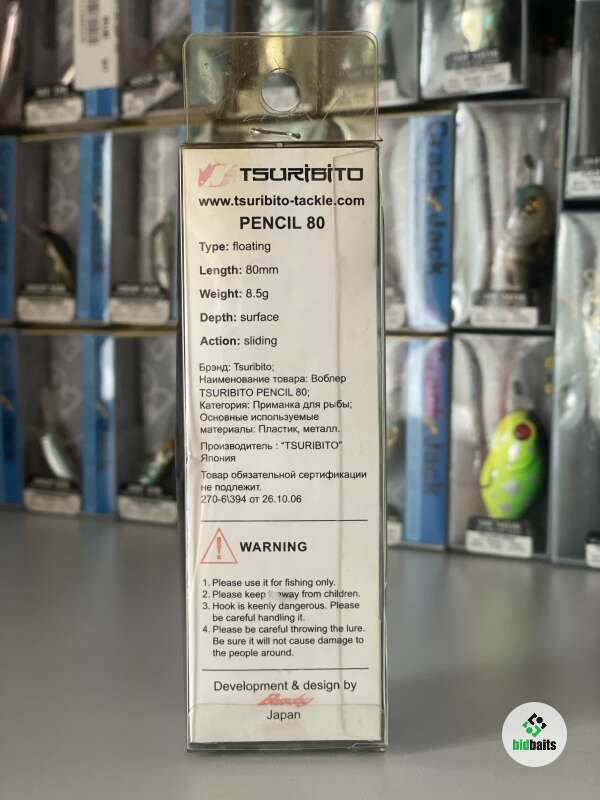 TSURIBITO
www.tsuribito-tackle.com
PENCIL 80
Type: floating
Length: 80mm
Weight: 8.5g
Depth: surface
Action: sliding
Брэнд: Tsuribito;
Наименование товара: Воблер
TSURIBITO PENCIL 80;
Категория: Приманка для рыбы;
Основные используемые
материалы: Пластик, металл.
Производитель : “TSURIBITO”
Япония
Товар обязательной сертификации
не подлежит.
270-6\394 от 26.10.06
WARNING
1. Please use it for fishing only.
2. Please keep away from children.
3. Hook is keenly dangerous. Please
be careful handling it.
4. Please be careful throwing the lure.
Be sure it will not cause damage to
the people around.
Development & design by
Japan
Crack Jack
bidbaits